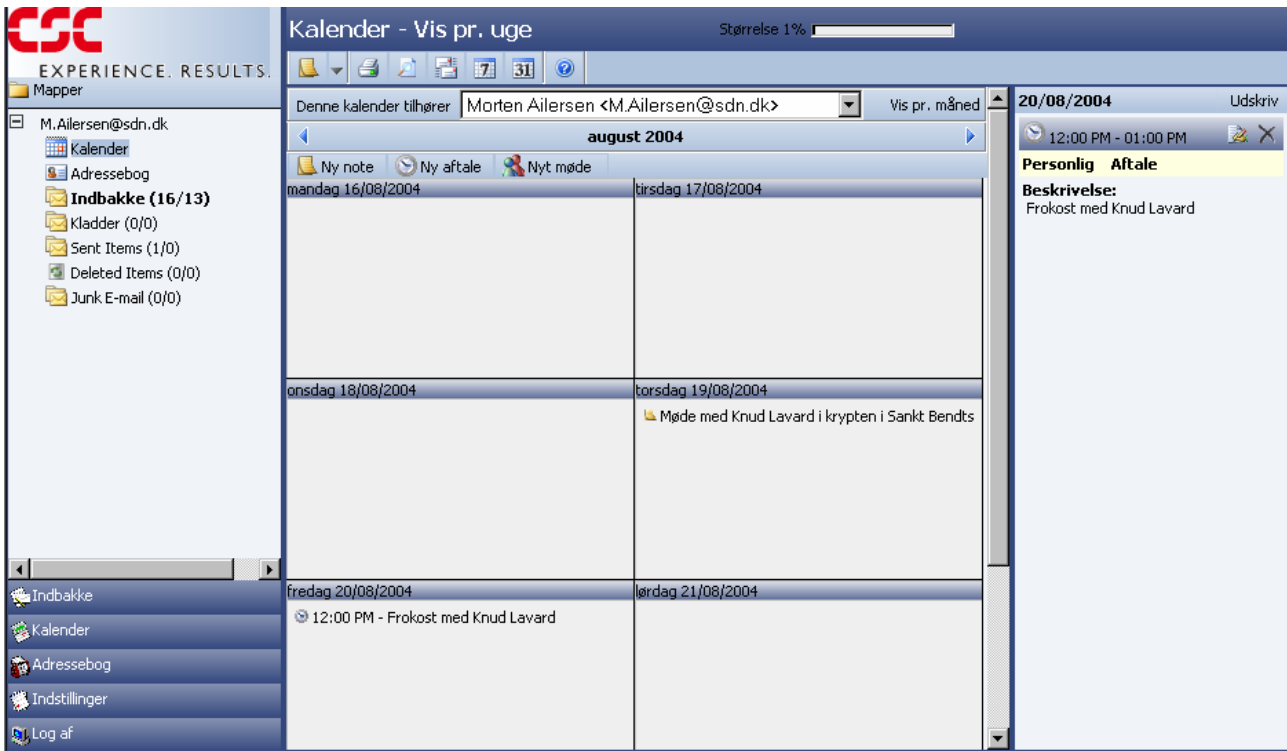 CSC
EXPERIENCE. RESULTS.
Mapper
M.Ailersen@sdn.dk
Kalender
Adressebog
Indbakke (16/13)
Kladder (0/0)
Sent Items (1/0)
Deleted Items (0/0)
Junk E-mail (0/0)
Indbakke
Kalender
Adressebog
Indstillinger
Log af
Kalender - Vis pr. uge
Størrelse 1%
7 31 ?
Denne kalender tilhører Morten Ailersen <M.Ailersen@sdn.dk> Vis pr. måned
august 2004
Ny note Ny aftale Nyt møde
mandag 16/08/2004 tirsdag 17/08/2004
onsdag 18/08/2004 torsdag 19/08/2004
Møde med Knud Lavard i krypten i Sankt Bendts
fredag 20/08/2004 lørdag 21/08/2004
12:00 PM - Frokost med Knud Lavard
20/08/2004 Udskriv
12:00 PM - 01:00 PM
Personlig Aftale
Beskrivelse:
Frokost med Knud Lavard